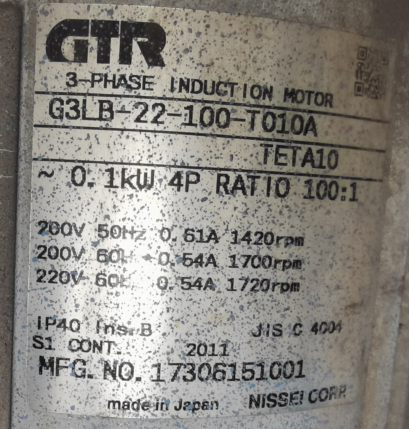 GTR
3-PHASE INDUCTION MOTOR
G3LB-22-100-T010A
TETA10
~ 0.1kW 4P RATIO 100:1
200V 50Hz 0.61A 1420rpm
200V 60H 0.54A 1700rpm
220V 60H 0.54A 1720rpm
IP40 Ins.B JIS C 4004
S1 CONT. 2011
MFG.NO.17306151001
made in Japan NISSEI CORP.